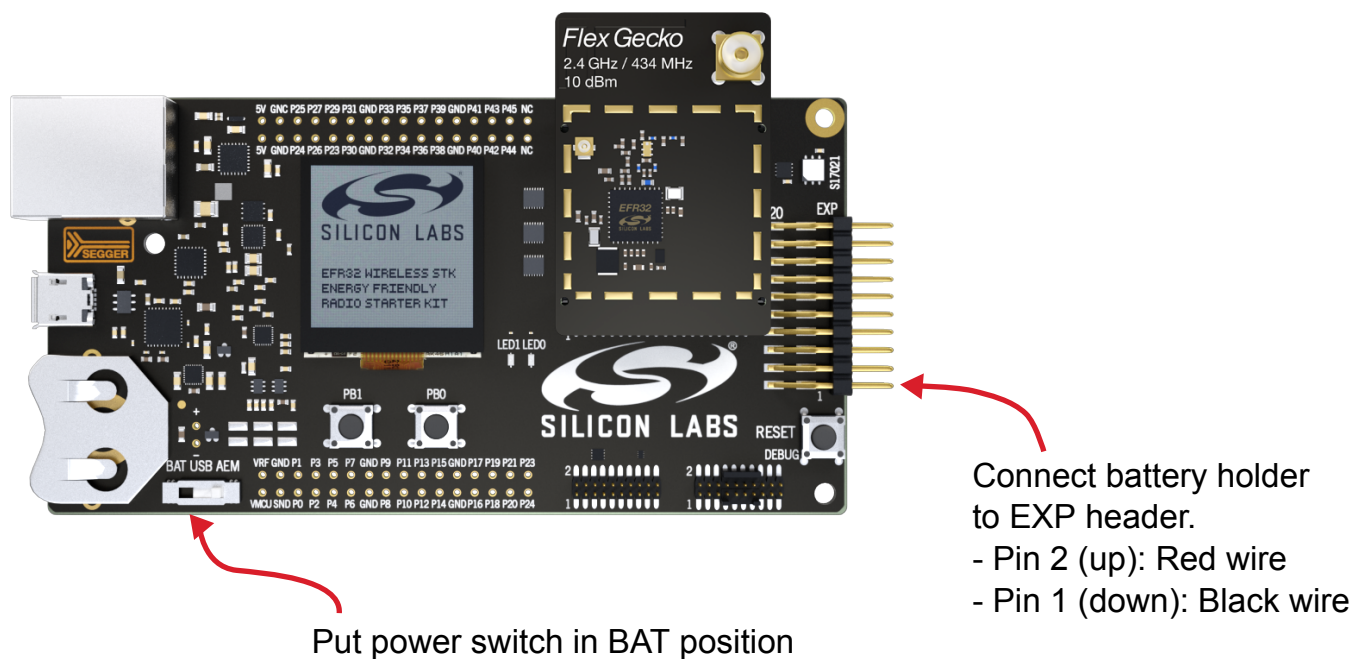 Flex Gecko
2.4 GHz / 434 MHz
10 dBm
5V GNC P25 P27 P29 P31 GND P33 P35 P37 P39 GND P41 P43 P45 NC
5V GND P24 P26 P23 P30 GND P32 P34 P36 P38 GND P40 P42 P44 NC
S17021
20 EXP
SEGGER
SILICON LABS
EFR32 WIRELESS STK
ENERGY FRIENDLY
RADIO STARTER KIT
EFR32
SILICON LABS
LED1 LED0
1
1
PB1 PB0
SILICON LABS
®
RESET
DEBUG
+
-
BAT USB AEM
VRF GND P1 P3 P5 P7 GND P9 P11 P13 P15 GND P17 P19 P21 P23
VMCU SND P0 P2 P4 P6 GND P8 P10 P12 P14 GND P16 P18 P20 P24
2 2
1 1
Connect battery holder
to EXP header.
- Pin 2 (up): Red wire
- Pin 1 (down): Black wire
Put power switch in BAT position